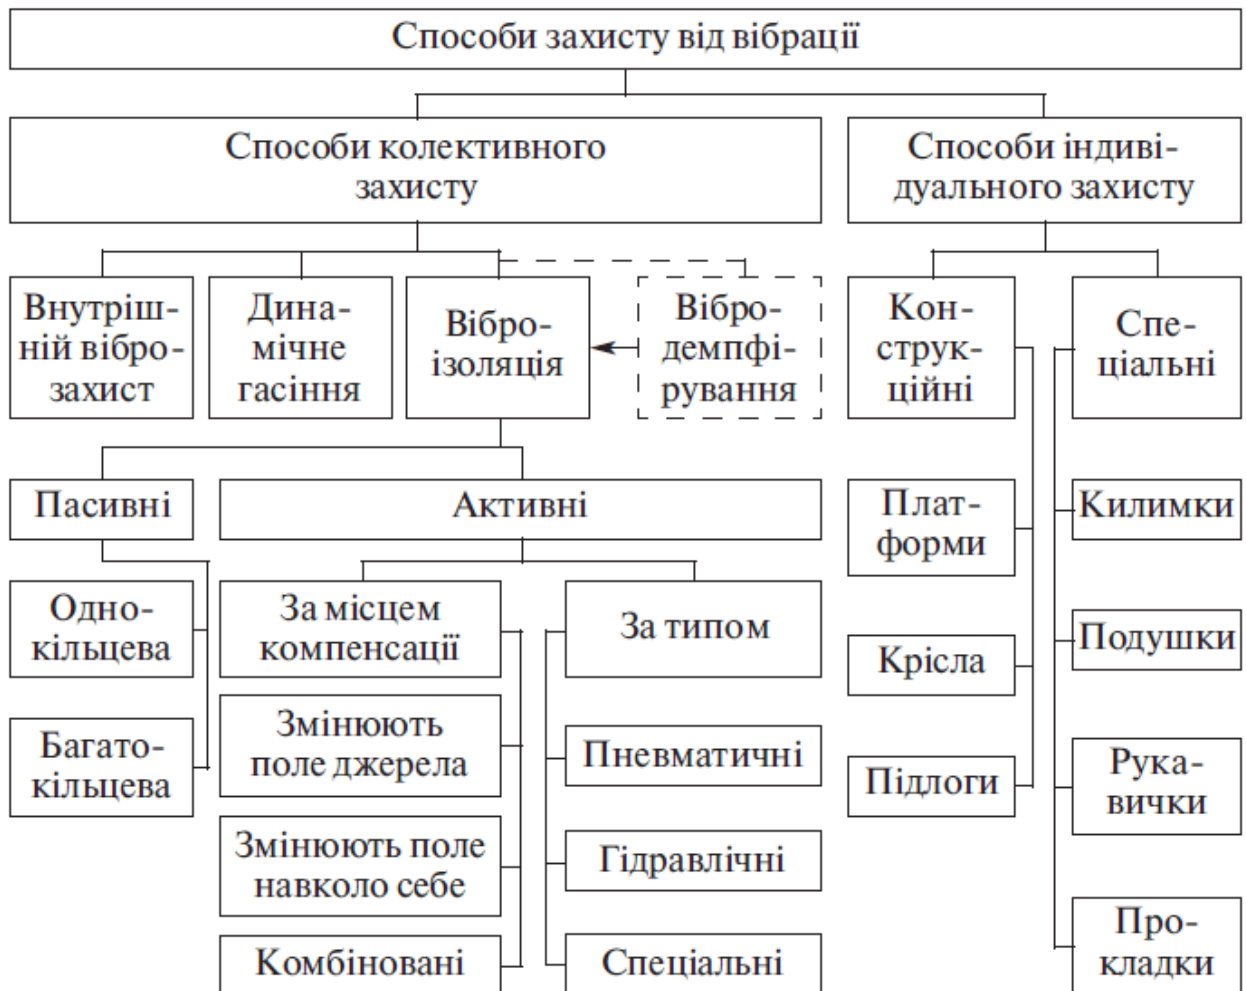 Способи захисту від вібрації
Способи колективного
захисту
Способи індиві-
дуального захисту
Внутріш-
ній вібро-
захист
Дина-
мічне
гасіння
Вібро-
ізоляція
Вібро-
демпфі-
рування
Кон-
струк-
ційні
Спе-
ціальні
Пасивні
Активні
Плат-
форми
Килимки
Одно-
кільцева
За місцем
компенсації
За типом
Крісла
Подушки
Багато-
кільцева
Змінюють
поле джерела
Пневматичні
Підлоги
Рука-
вички
Змінюють поле
навколо себе
Гідравлічні
Комбіновані
Спеціальні
Про-
кладки